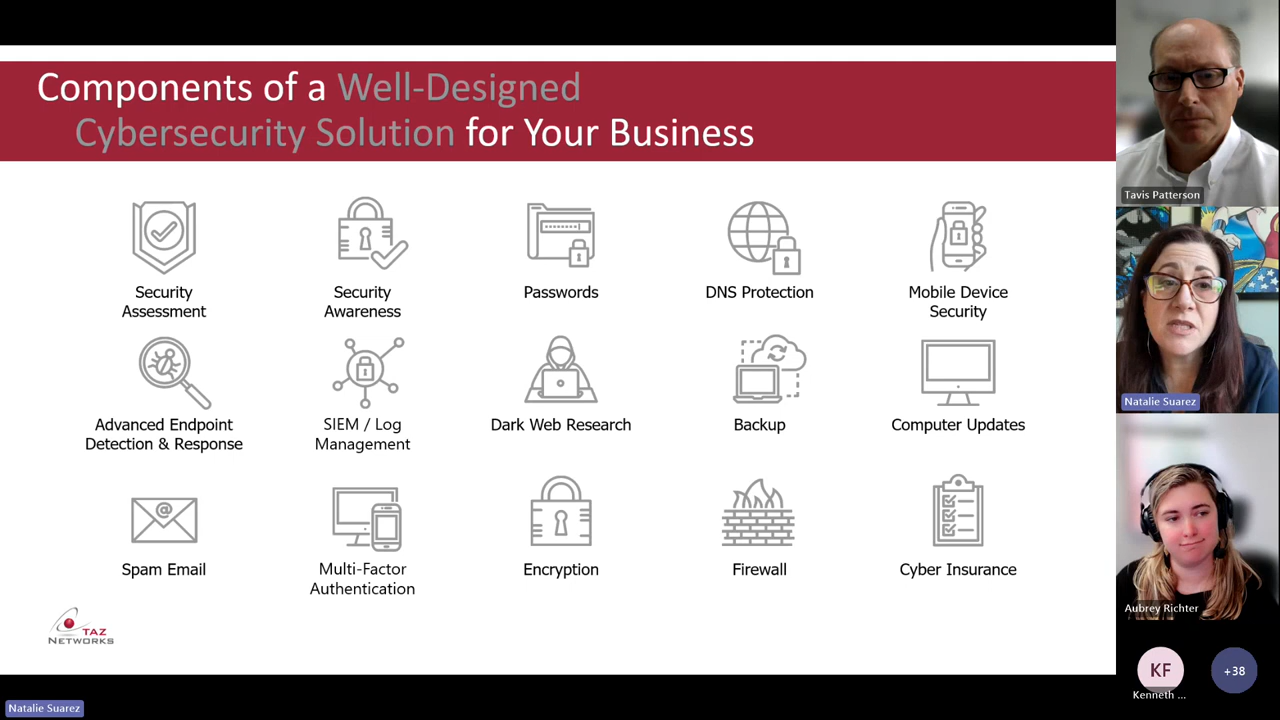 Components of a Well-Designed
Cybersecurity Solution for Your Business
Security
Assessment
Security
Awareness
Passwords
DNS Protection
Mobile Device
Security
Advanced Endpoint
Detection & Response
SIEM / Log
Management
Dark Web Research
Backup
Computer Updates
@
Spam Email
Multi-Factor
Authentication
Encryption
Firewall
Cyber Insurance
TAZ
NETWORKS
Tavis Patterson
Natalie Suarez
Aubrey Richter
KF
Kenneth ...
+38
Natalie Suarez